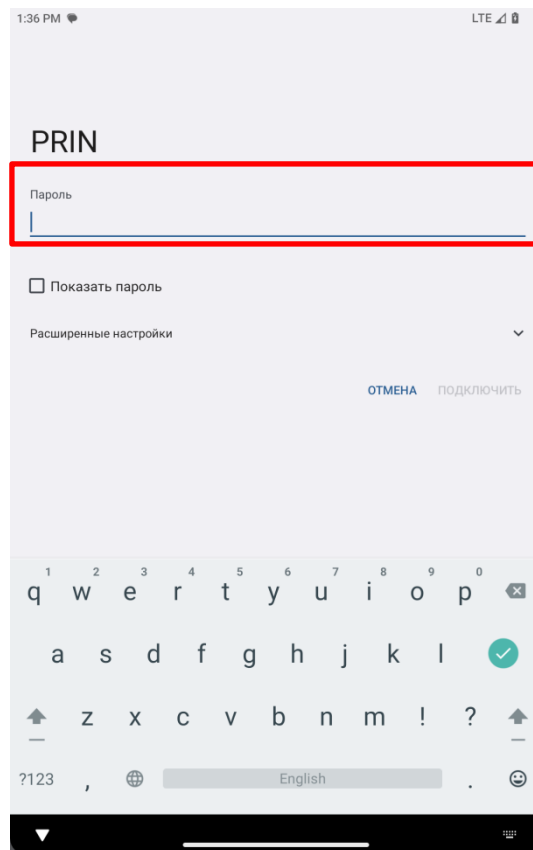 1:36 PM LTE
PRIN
Пароль
Показать пароль
Расширенные настройки
ОТМЕНА ПОДКЛЮЧИТЬ
1 2 3 4 5 6 7 8 9 0
q w e r t y u i o p
a s d f g h j k l
z x c v b n m ! ?
?123 , English .